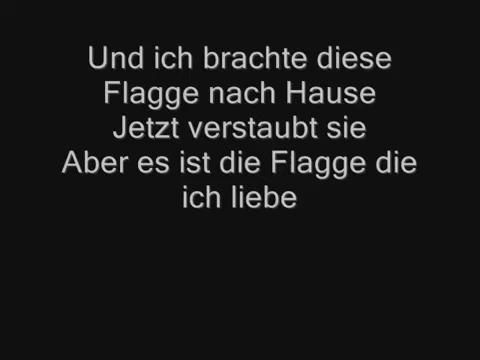 Und ich brachte diese
Flagge nach Hause
Jetzt verstaubt sie
Aber es ist die Flagge die
ich liebe